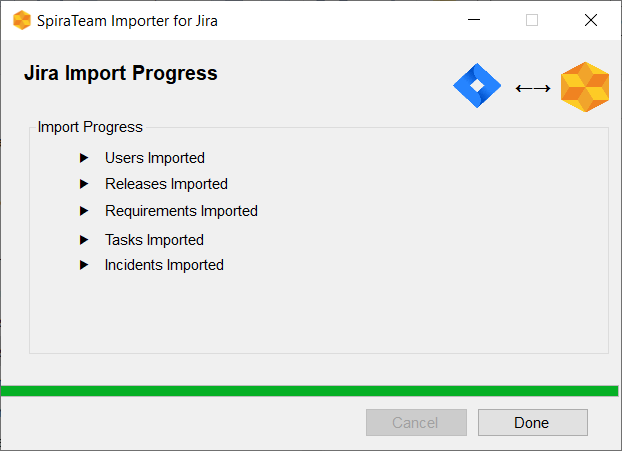 SpiraTeam Importer for Jira
Jira Import Progress
Import Progress
Users Imported
Releases Imported
Requirements Imported
Tasks Imported
Incidents Imported
Cancel
Done